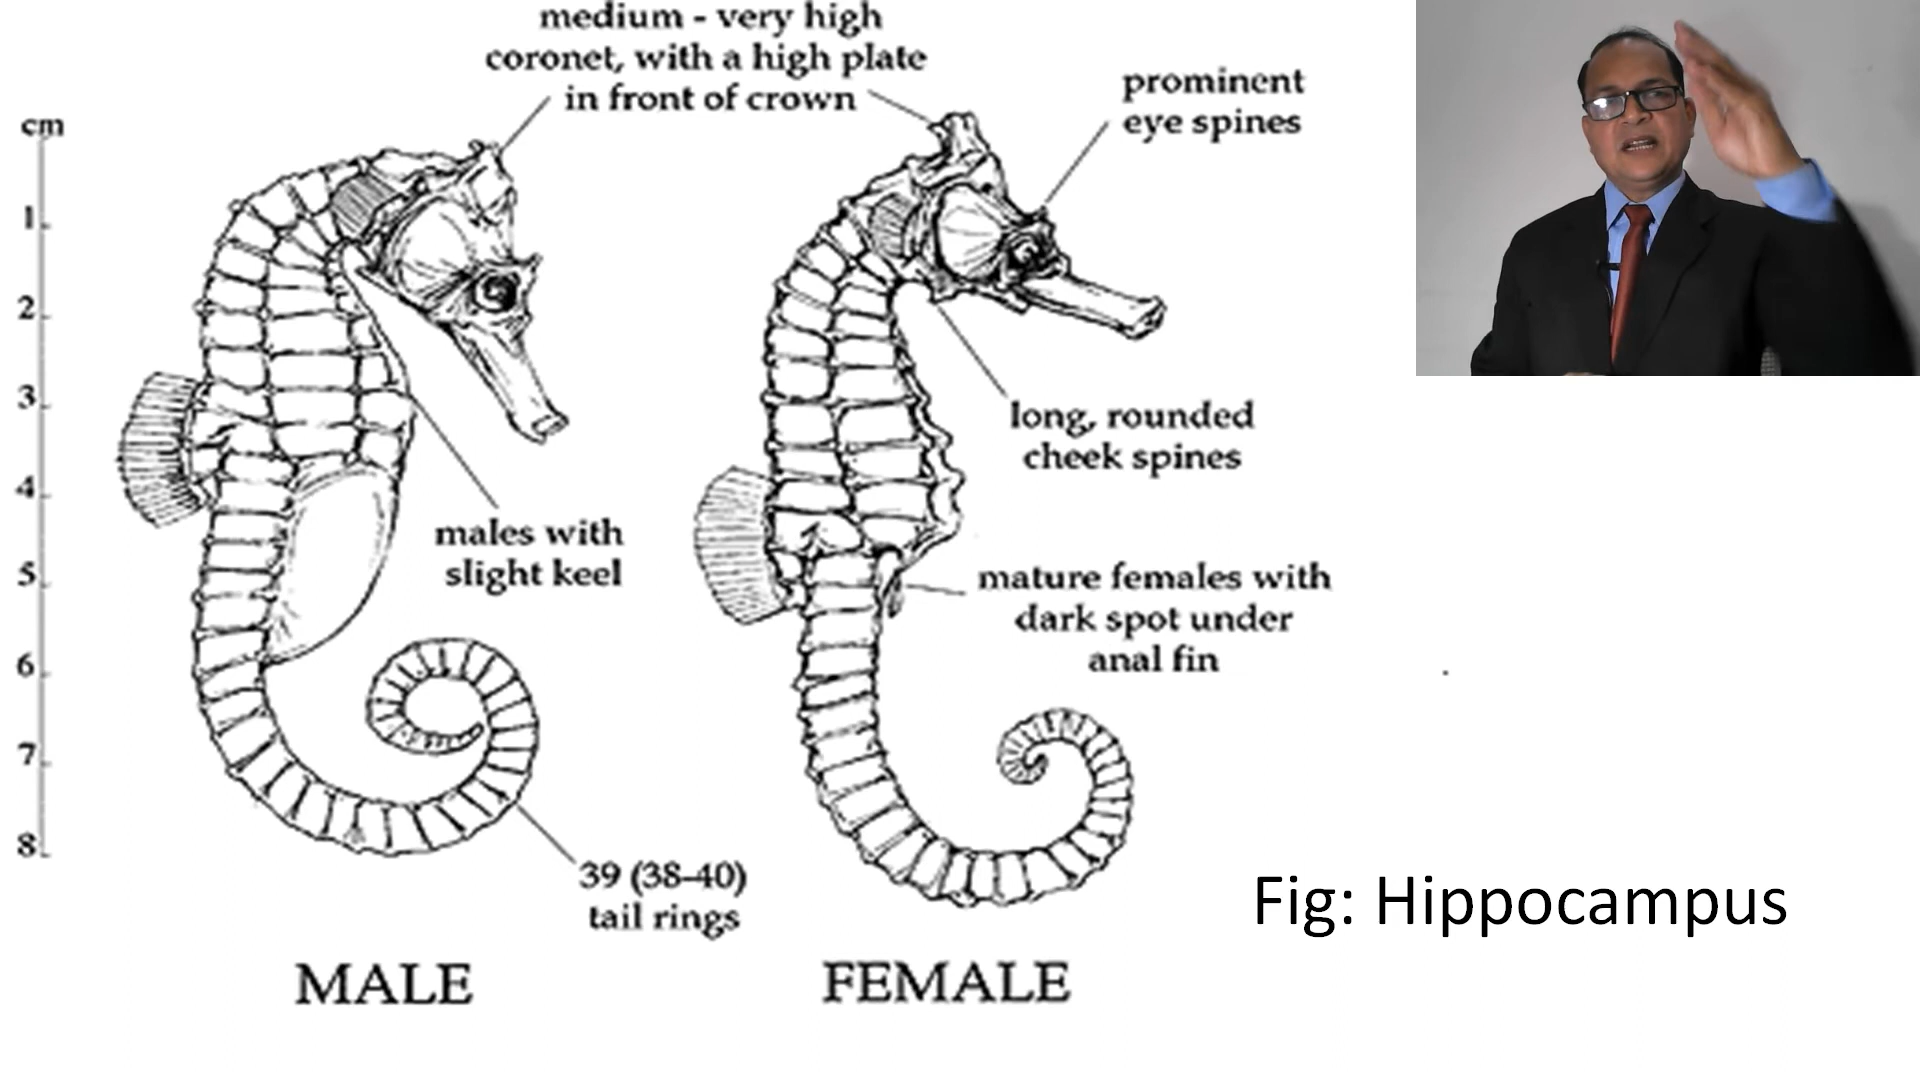 medium - very high
coronet, with a high plate
in front of crown
prominent
eye spines
cm
1
2
3
4
5
6
7
8
long, rounded
cheek spines
males with
slight keel
mature females with
dark spot under
anal fin
39 (38-40)
tail rings
Fig: Hippocampus
MALE
FEMALE